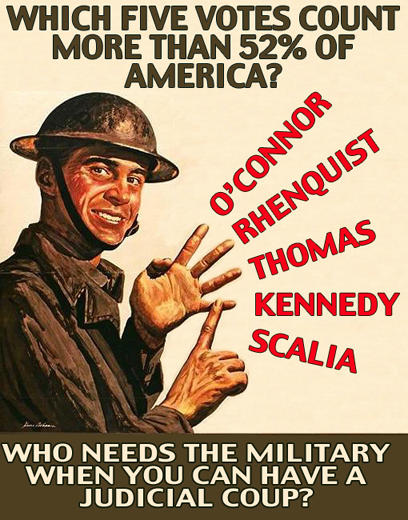 WHICH FIVE VOTES COUNT
MORE THAN 52% OF
AMERICA?
O'CONNOR
RHENQUIST
THOMAS
KENNEDY
SCALIA
WHO NEEDS THE MILITARY
WHEN YOU CAN HAVE A
JUDICIAL COUP?